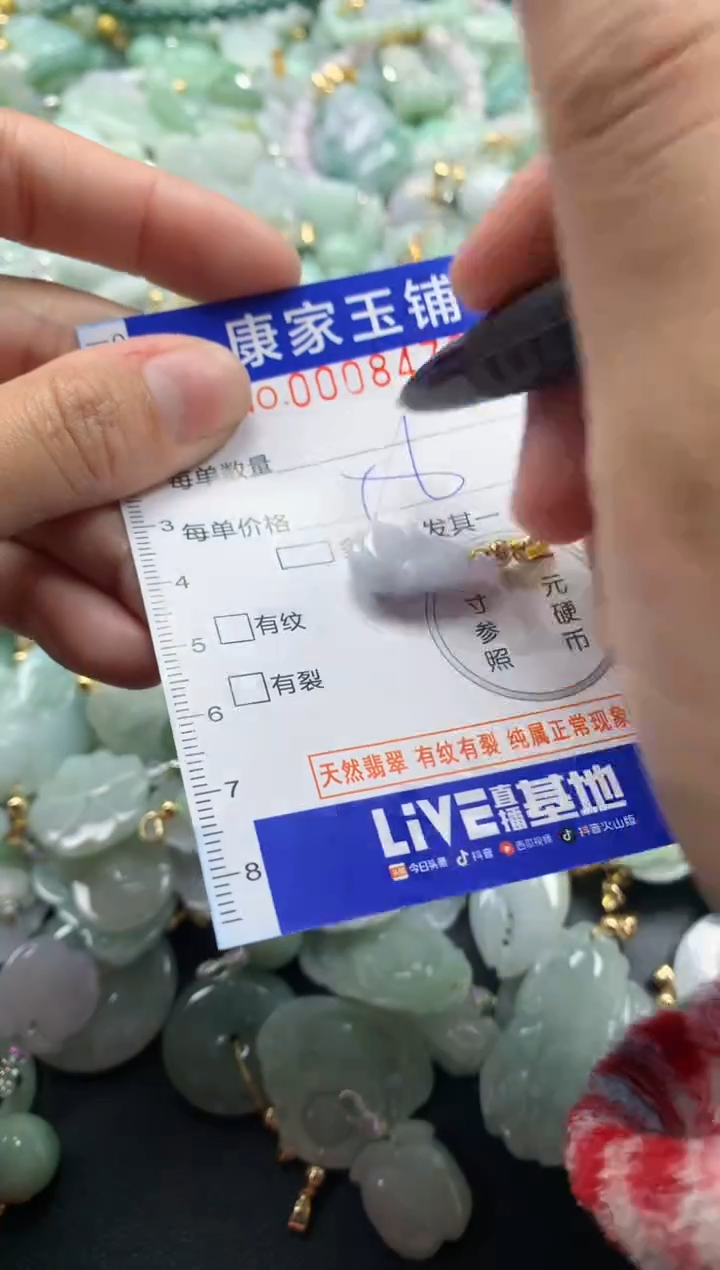 康家玉铺
No.00084
每单数量
每单价格
发其一
3
4
5
6
7
8
有纹
有裂
寸参照
元硬币
天然翡翠 有纹有裂 纯属正常现象
LiVE直播基地
今日头条 抖音 西瓜视频 抖音火山版